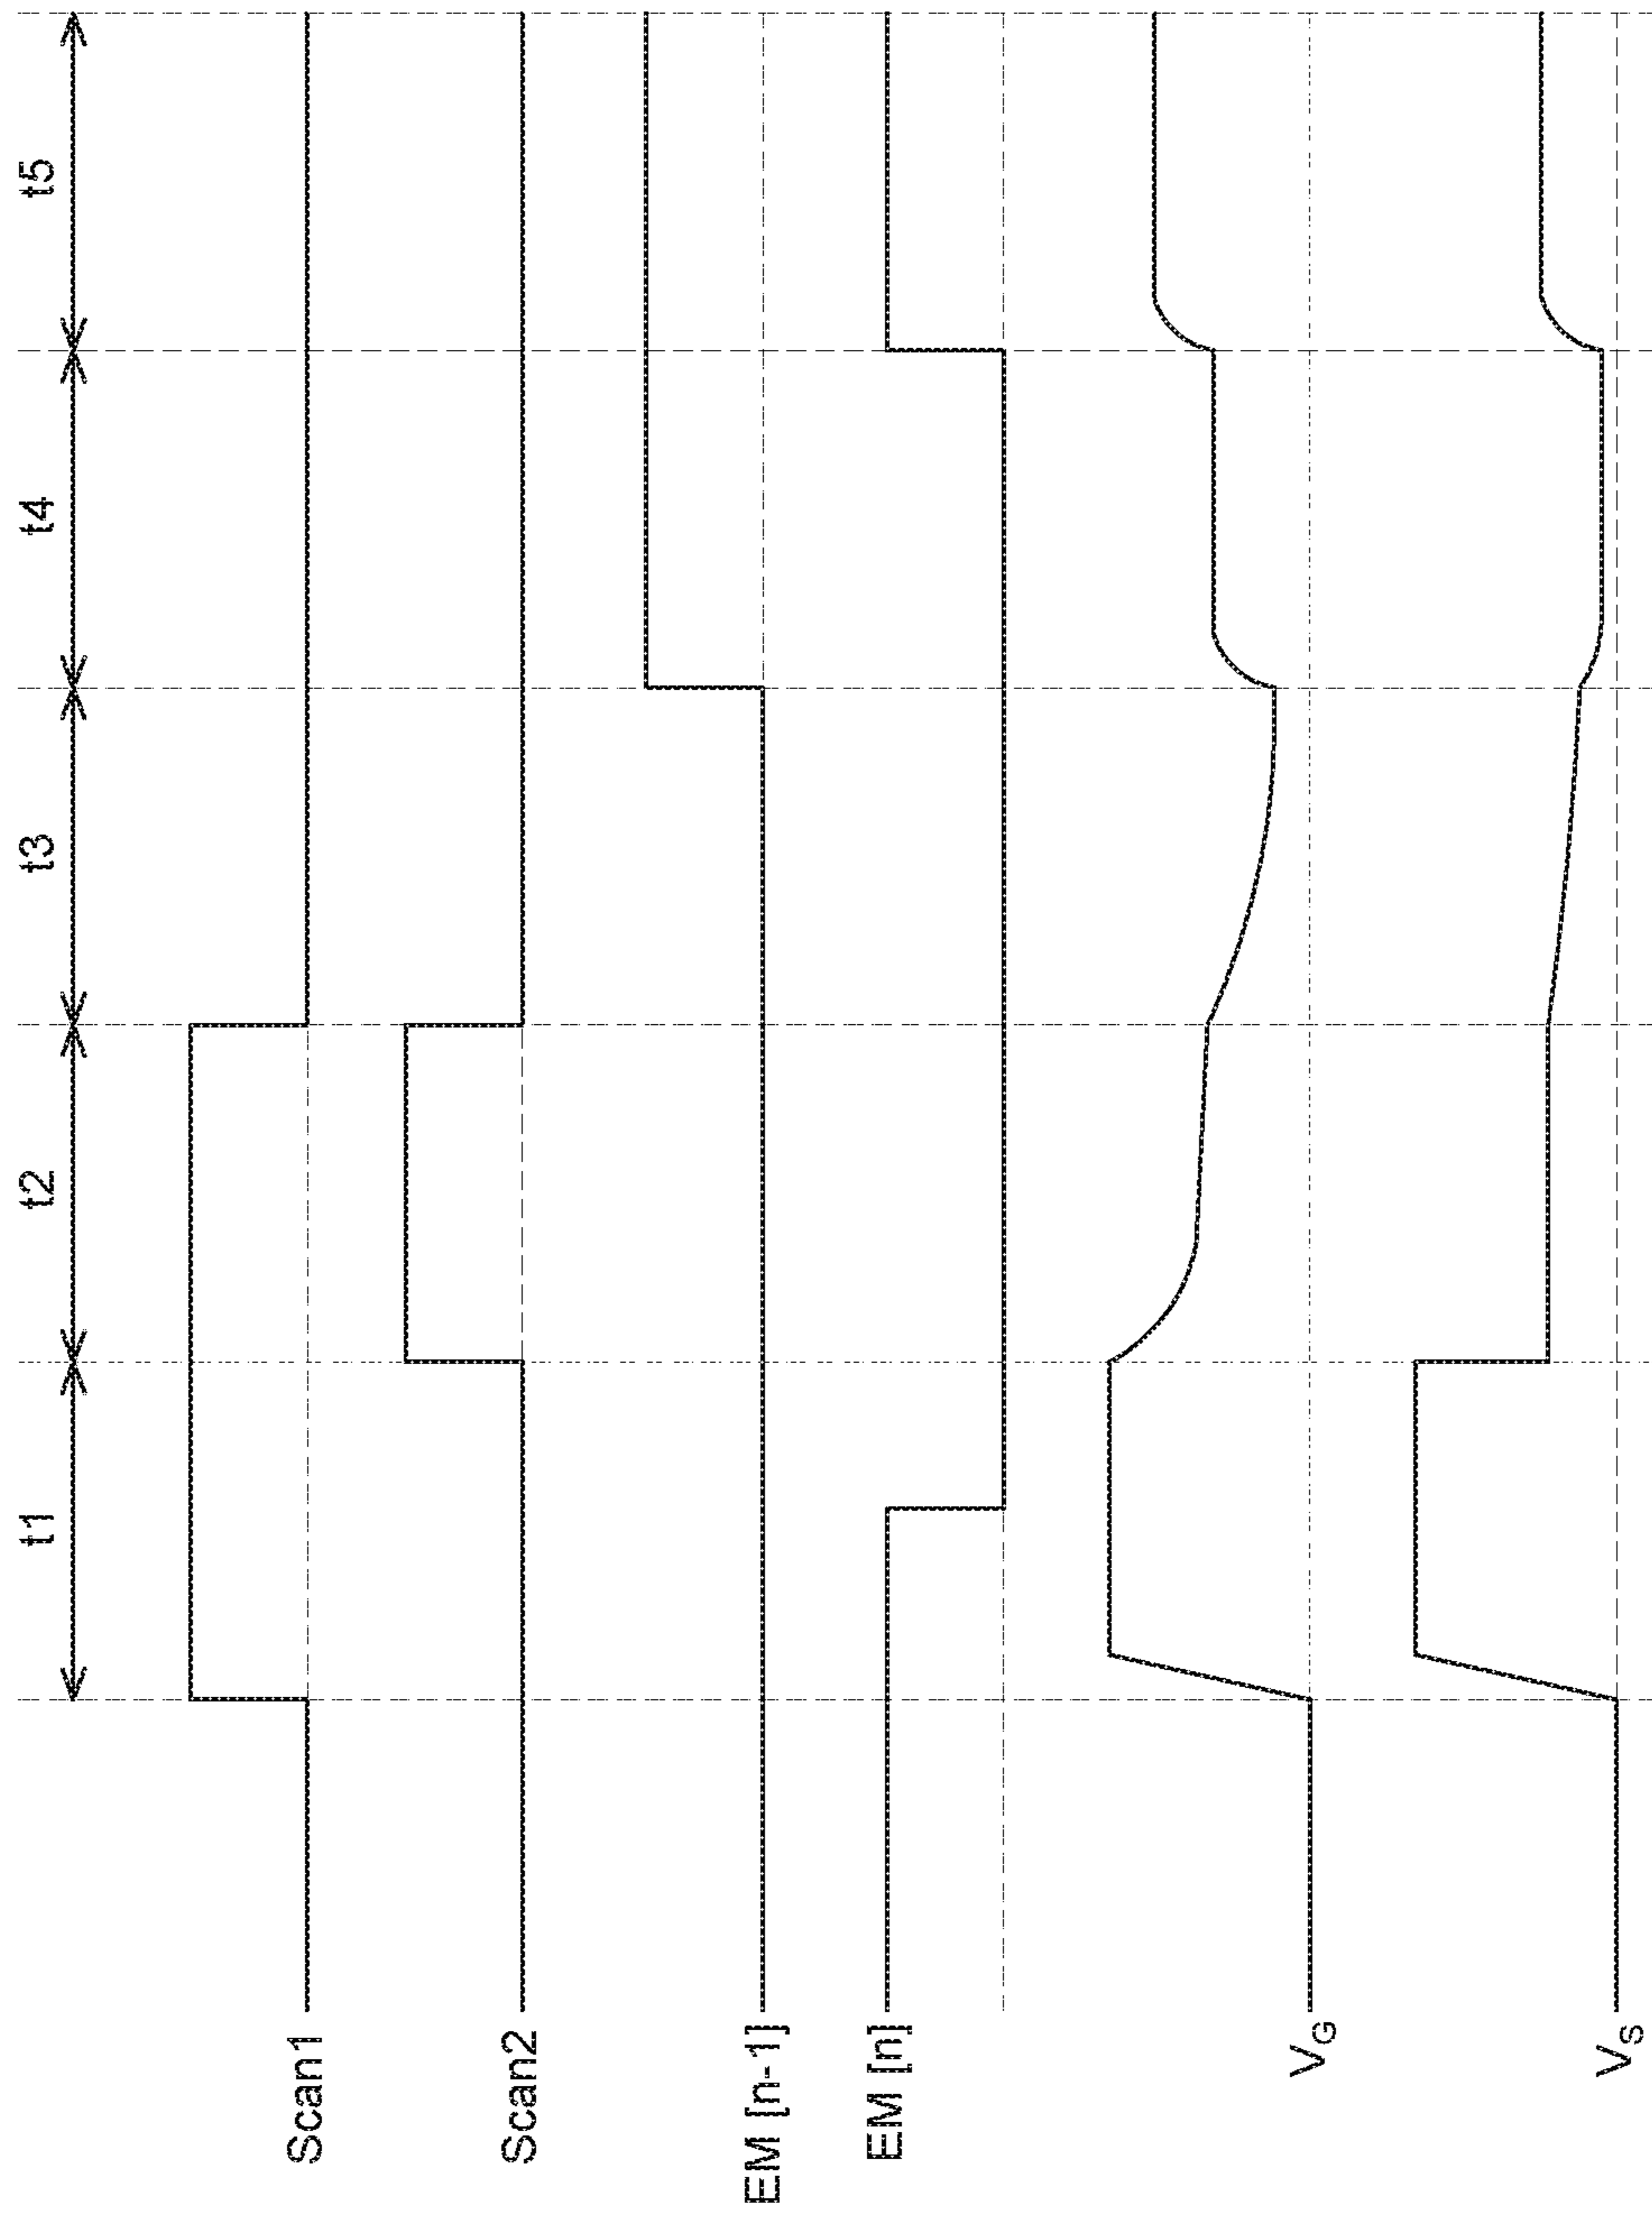 t1 t2 t3 t4 t5
Scan1
Scan2
EM [n-1]
EM [n]
VG
VS